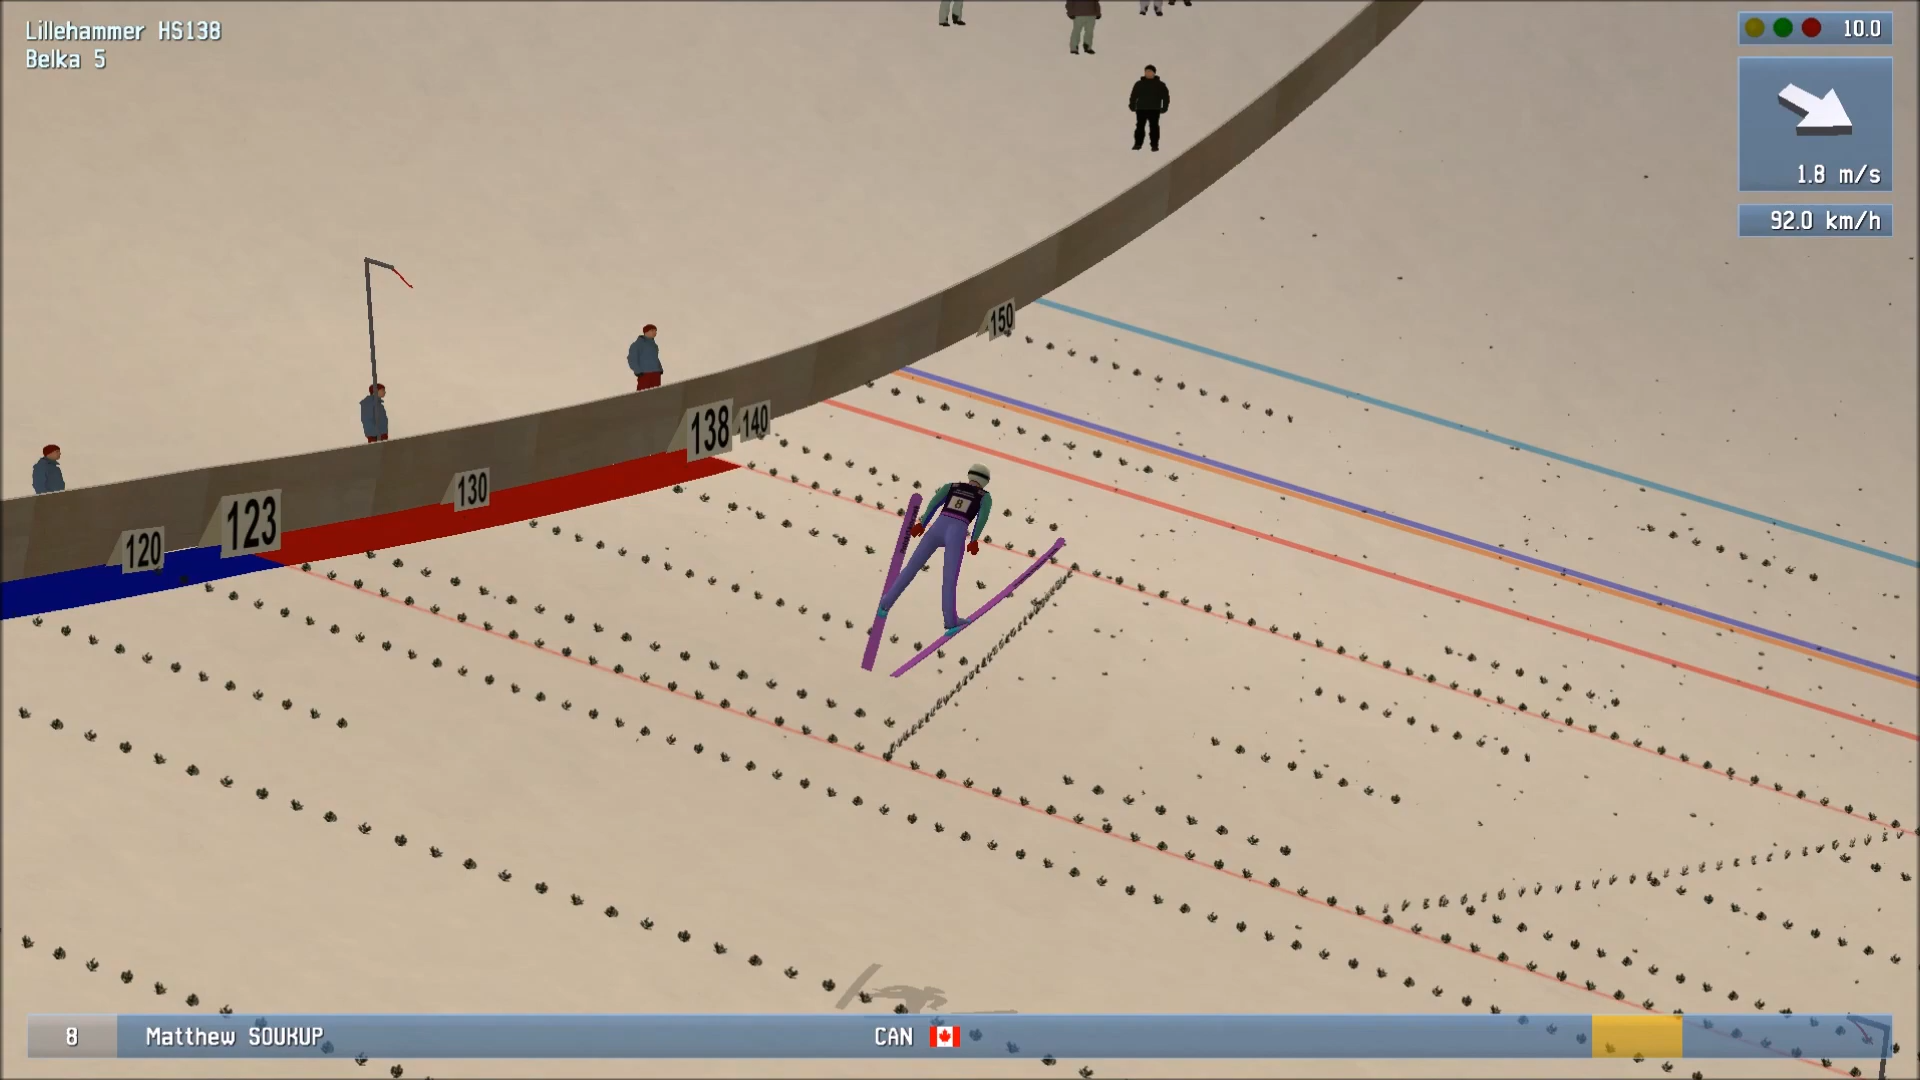 Lillehammer HS138
Belka 5
10.0
1.8 m/s
92.0 km/h
150
138 140
130
123
120
8
8 Matthew SOUKUP CAN